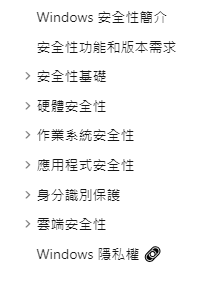 Windows 安全性簡介
安全性功能和版本需求
安全性基礎
硬體安全性
作業系統安全性
應用程式安全性
身分識別保護
雲端安全性
Windows 隱私權